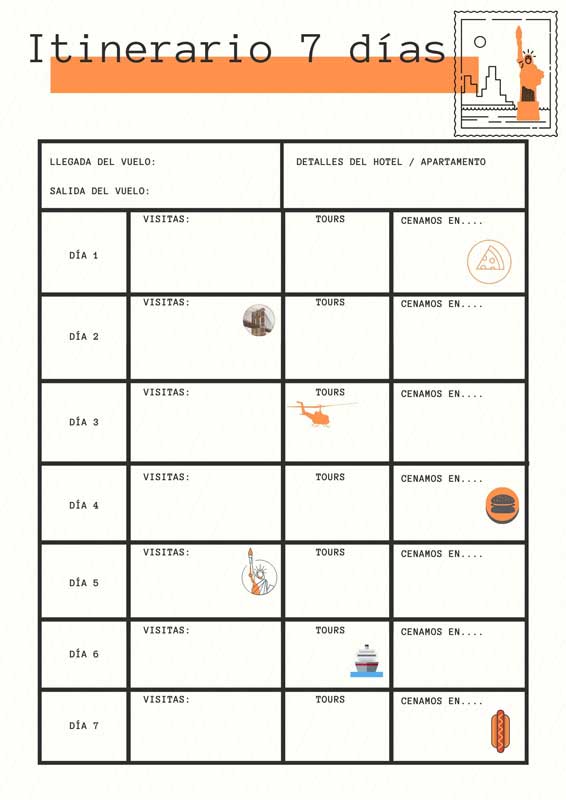 Itinerario 7 días
LLEGADA DEL VUELO:
SALIDA DEL VUELO:
DETALLES DEL HOTEL / APARTAMENTO
DÍA 1
VISITAS:
TOURS
CENAMOS EN....
DÍA 2
VISITAS:
TOURS
CENAMOS EN....
DÍA 3
VISITAS:
TOURS
CENAMOS EN....
DÍA 4
VISITAS:
TOURS
CENAMOS EN....
DÍA 5
VISITAS:
TOURS
CENAMOS EN....
DÍA 6
VISITAS:
TOURS
CENAMOS EN....
DÍA 7
VISITAS:
TOURS
CENAMOS EN....